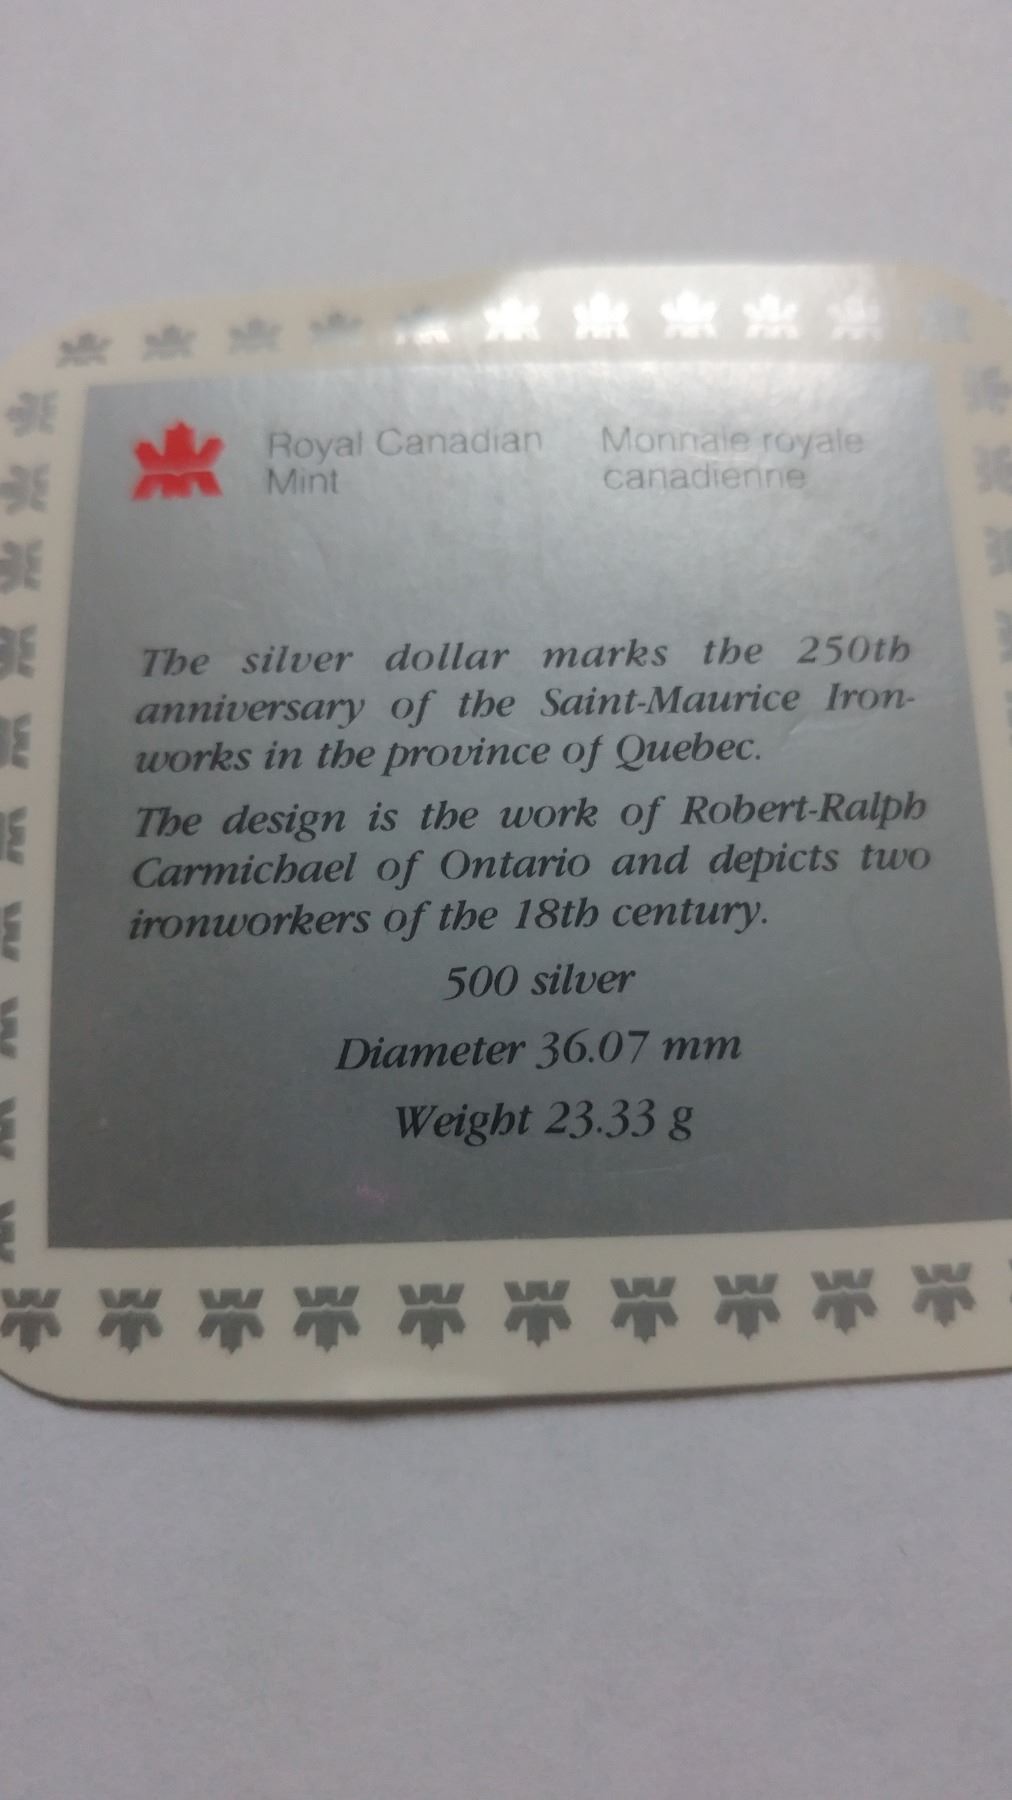 Royal Canadian
Mint
Monnaie royale
canadienne
The silver dollar marks the 250th
anniversary of the Saint-Maurice Iron-
works in the province of Quebec.
The design is the work of Robert-Ralph
Carmichael of Ontario and depicts two
ironworkers of the 18th century.
500 silver
Diameter 36.07 mm
Weight 23.33 g